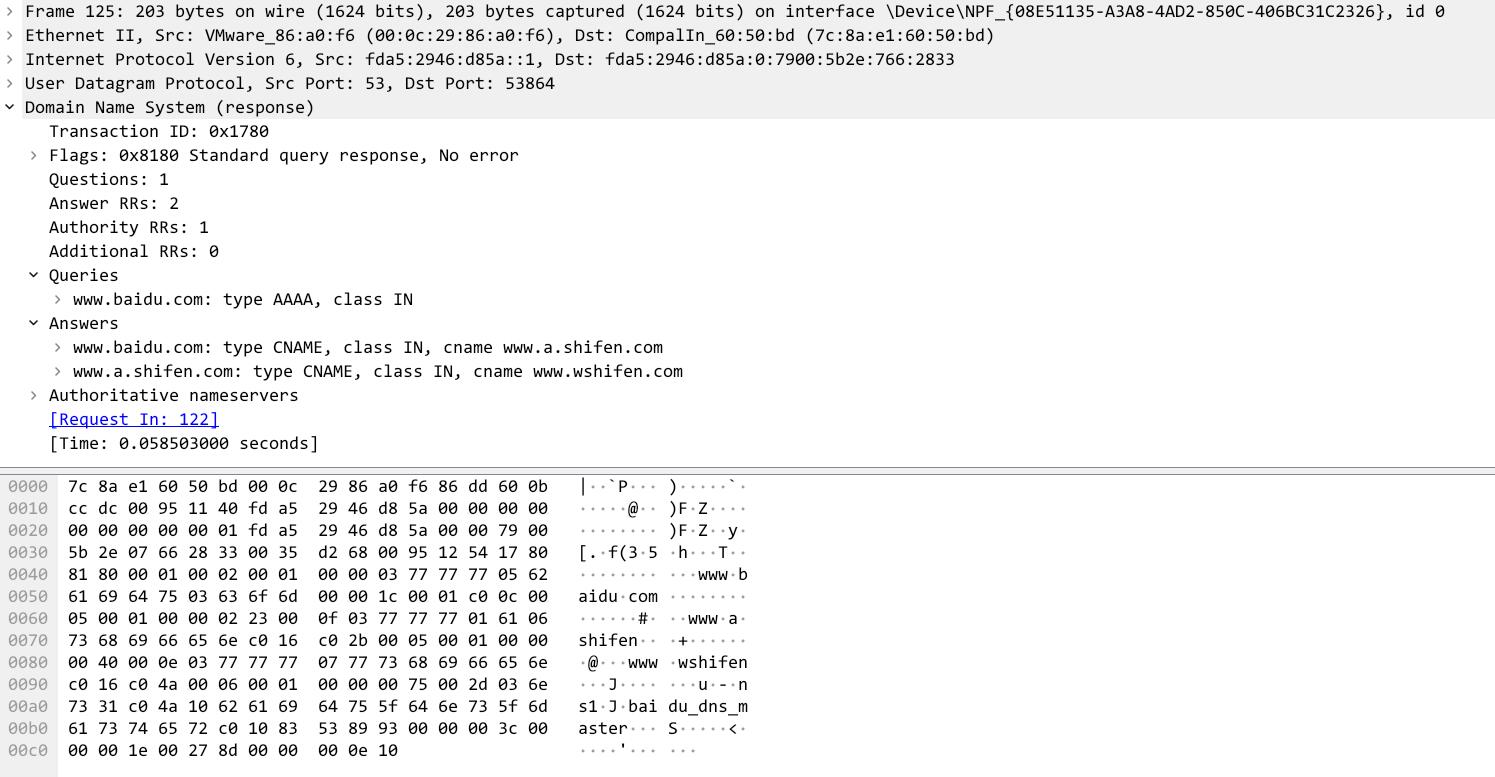 Frame 125: 203 bytes on wire (1624 bits), 203 bytes captured (1624 bits) on interface \Device\NPF_{08E51135-A3A8-4AD2-850C-406BC31C2326}, id 0
Ethernet II, Src: VMware_86:a0:f6 (00:0c:29:86:a0:f6), Dst: CompalIn_60:50:bd (7c:8a:e1:60:50:bd)
Internet Protocol Version 6, Src: fda5:2946:d85a::1, Dst: fda5:2946:d85a:0:7900:5b2e:766:2833
User Datagram Protocol, Src Port: 53, Dst Port: 53864
Domain Name System (response)
Transaction ID: 0x1780
Flags: 0x8180 Standard query response, No error
Questions: 1
Answer RRs: 2
Authority RRs: 1
Additional RRs: 0
Queries
www.baidu.com: type AAAA, class IN
Answers
www.baidu.com: type CNAME, class IN, cname www.a.shifen.com
www.a.shifen.com: type CNAME, class IN, cname www.wshifen.com
Authoritative nameservers
[Request In: 122]
[Time: 0.058503000 seconds]
0000 7c 8a e1 60 50 bd 00 0c 29 86 a0 f6 86 dd 60 0b |··`P··· )·····`·
0010 cc dc 00 95 11 40 fd a5 29 46 d8 5a 00 00 00 00 ·····@·· )F·Z····
0020 00 00 00 00 00 01 fd a5 29 46 d8 5a 00 00 79 00 ········ )F·Z··y·
0030 5b 2e 07 66 28 33 00 35 d2 68 00 95 12 54 17 80 [.·f(3·5 ·h···T··
0040 81 80 00 01 00 02 00 01 00 00 03 77 77 77 05 62 ········ ···www·b
0050 61 69 64 75 03 63 6f 6d 00 00 1c 00 01 c0 0c 00 aidu·com ········
0060 05 00 01 00 00 02 23 00 0f 03 77 77 77 01 61 06 ······#· ··www·a·
0070 73 68 69 66 65 6e c0 16 c0 2b 00 05 00 01 00 00 shifen·· ·+······
0080 00 40 00 0e 03 77 77 77 07 77 73 68 69 66 65 6e ·@···www ·wshifen
0090 c0 16 c0 4a 00 06 00 01 00 00 00 75 00 2d 03 6e ···J···· ···u·-·n
00a0 73 31 c0 4a 10 62 61 69 64 75 5f 64 6e 73 5f 6d s1·J·bai du_dns_m
00b0 61 73 74 65 72 c0 10 83 53 89 93 00 00 00 3c 00 aster··· S·····<·
00c0 00 00 1e 00 27 8d 00 00 00 0e 10 ····'··· ···